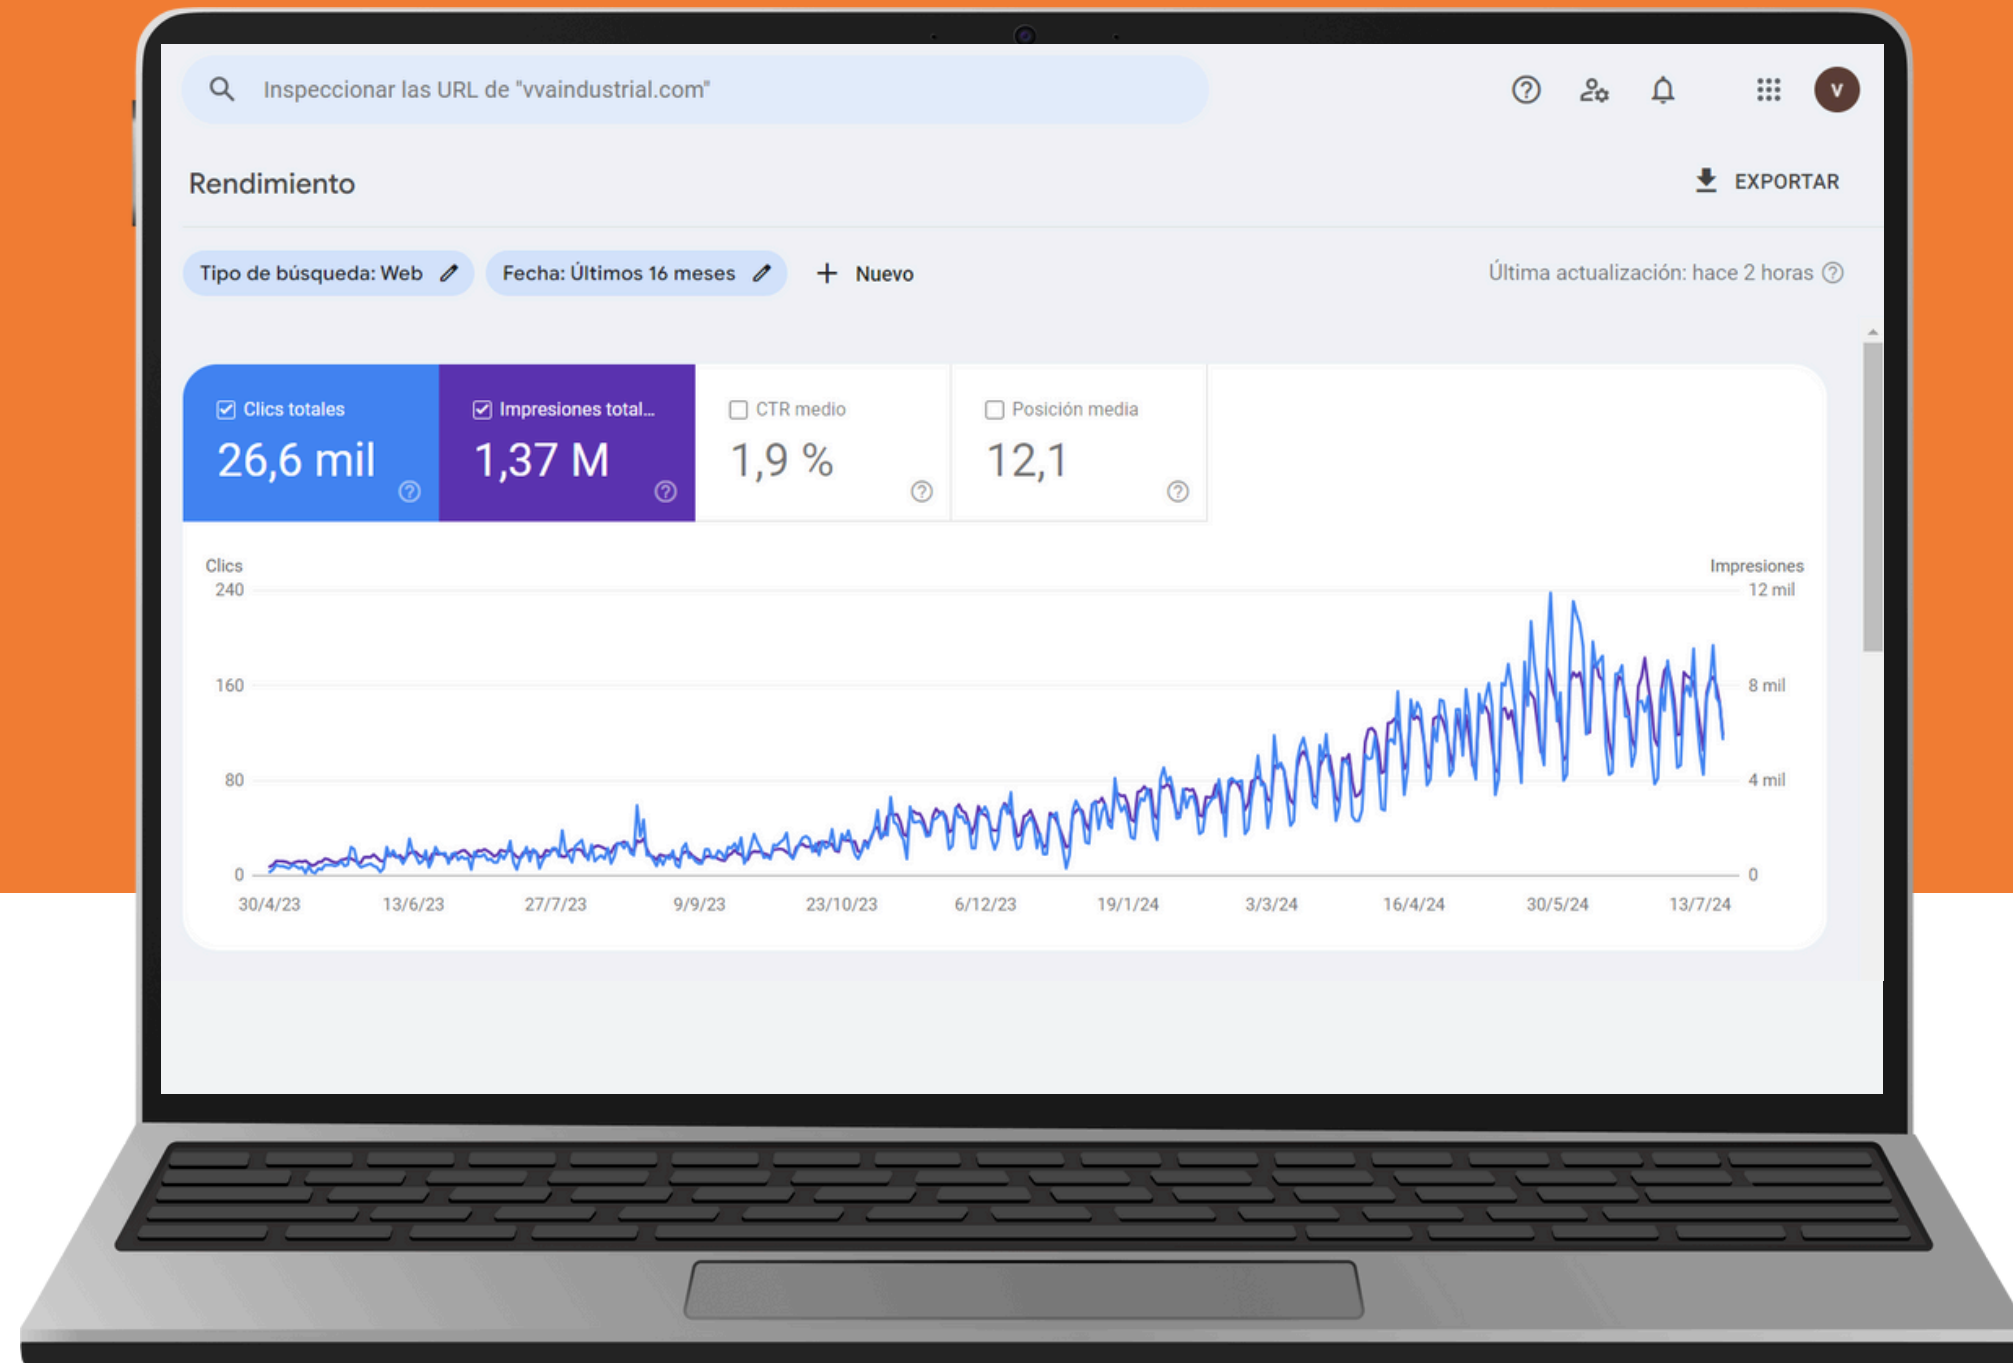 Inspeccionar las URL de "vvaindustrial.com"
V
Rendimiento
EXPORTAR
Tipo de búsqueda: Web
Fecha: Últimos 16 meses
Nuevo
Última actualización: hace 2 horas
Clics totales
Impresiones total...
CTR medio
Posición media
26,6 mil
1,37 M
1,9 %
12,1
Clics
Impresiones
240
12 mil
160
8 mil
80
4 mil
0
0
30/4/23
13/6/23
27/7/23
9/9/23
23/10/23
6/12/23
19/1/24
3/3/24
16/4/24
30/5/24
13/7/24